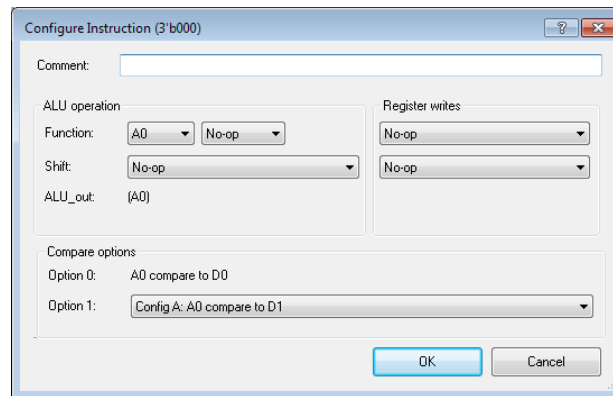 Configure Instruction (3'b000)
Comment:
ALU operation
Function: A0 No-op
Shift: No-op
ALU_out: (A0)
Register writes
No-op
No-op
Compare options
Option 0: A0 compare to D0
Option 1: Config A: A0 compare to D1
OK Cancel